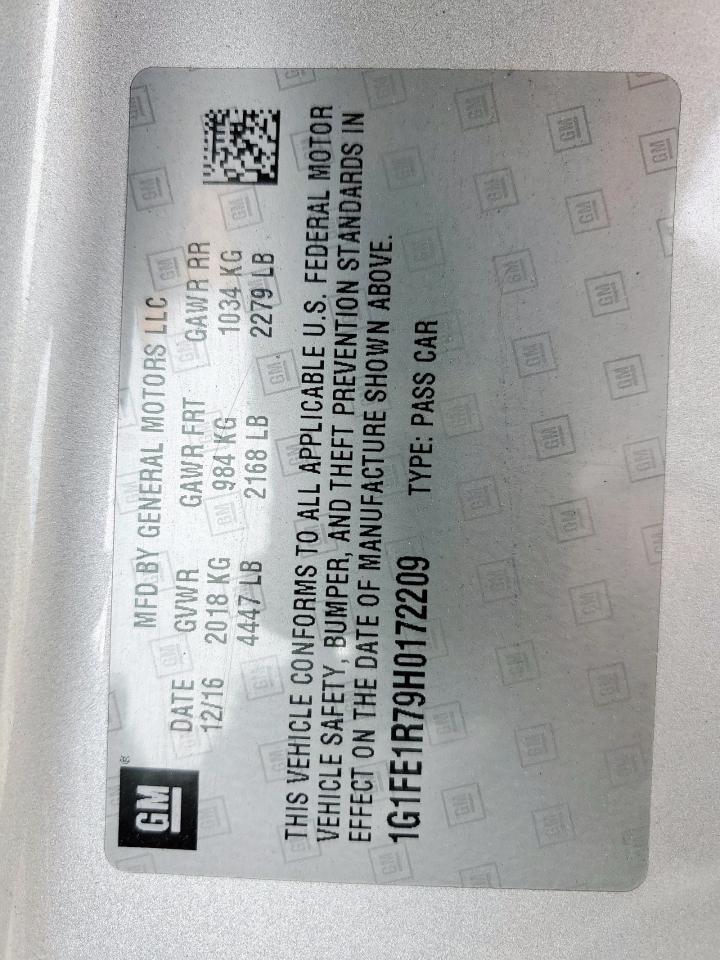 GM®
MFD BY GENERAL MOTORS LLC
DATE GVWR GAWR FRT GAWR RR
12/16 2018 KG 984 KG 1034 KG
4447 LB 2168 LB 2279 LB
THIS VEHICLE CONFORMS TO ALL APPLICABLE U.S. FEDERAL MOTOR
VEHICLE SAFETY, BUMPER, AND THEFT PREVENTION STANDARDS IN
EFFECT ON THE DATE OF MANUFACTURE SHOWN ABOVE.
1G1FE1R79H0172209 TYPE: PASS CAR